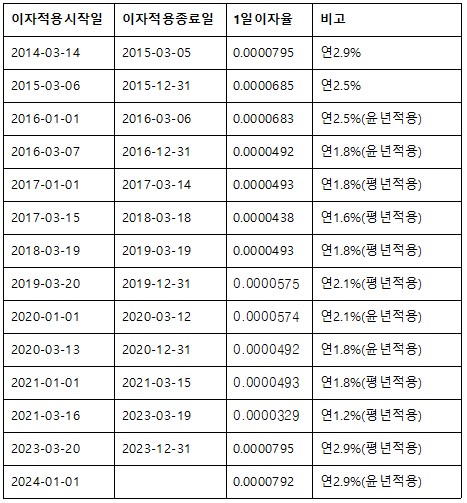 이자적용시작일 이자적용종료일 1일이자율 비고
2014-03-14 2015-03-05 0.0000795 연2.9%
2015-03-06 2015-12-31 0.0000685 연2.5%
2016-01-01 2016-03-06 0.0000683 연2.5%(윤년적용)
2016-03-07 2016-12-31 0.0000492 연1.8%(윤년적용)
2017-01-01 2017-03-14 0.0000493 연1.8%(평년적용)
2017-03-15 2018-03-18 0.0000438 연1.6%(평년적용)
2018-03-19 2019-03-19 0.0000493 연1.8%(평년적용)
2019-03-20 2019-12-31 0.0000575 연2.1%(평년적용)
2020-01-01 2020-03-12 0.0000574 연2.1%(윤년적용)
2020-03-13 2020-12-31 0.0000492 연1.8%(윤년적용)
2021-01-01 2021-03-15 0.0000493 연1.8%(평년적용)
2021-03-16 2023-03-19 0.0000329 연1.2%(평년적용)
2023-03-20 2023-12-31 0.0000795 연2.9%(평년적용)
2024-01-01 0.0000792 연2.9%(윤년적용)